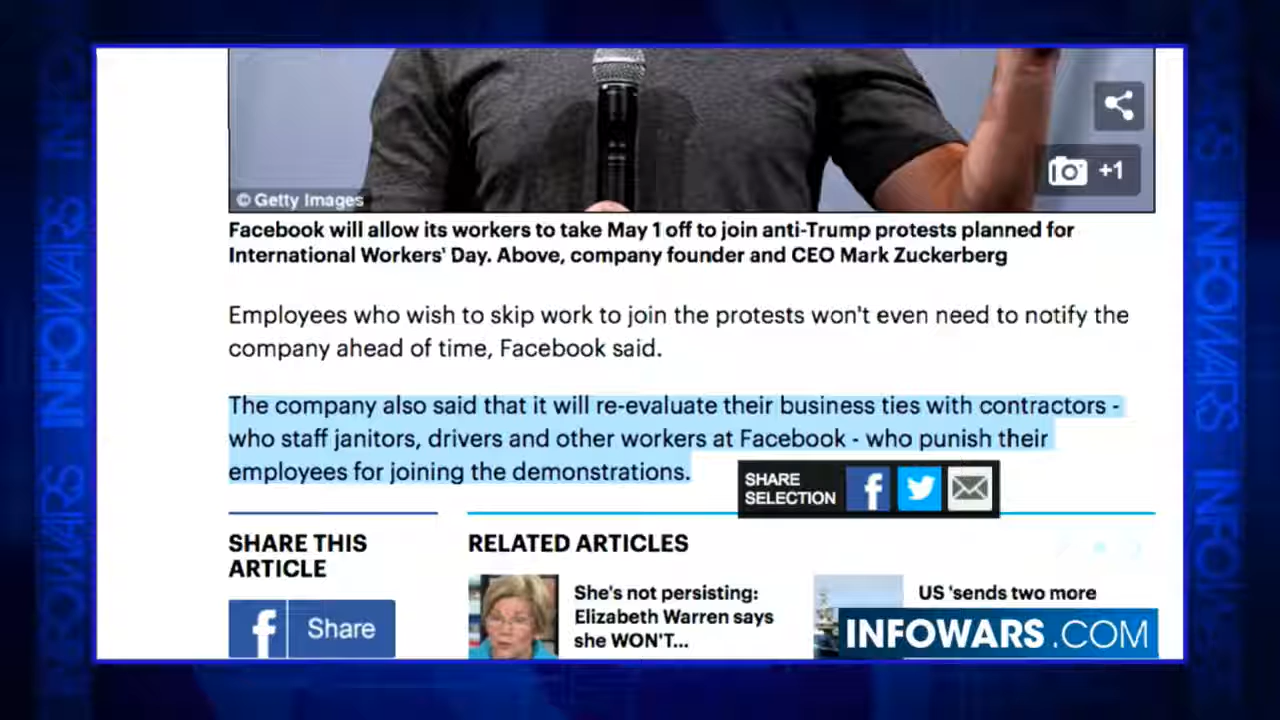 © Getty Images
+1
Facebook will allow its workers to take May 1 off to join anti-Trump protests planned for
International Workers' Day. Above, company founder and CEO Mark Zuckerberg
Employees who wish to skip work to join the protests won't even need to notify the
company ahead of time, Facebook said.
The company also said that it will re-evaluate their business ties with contractors -
who staff janitors, drivers and other workers at Facebook - who punish their
employees for joining the demonstrations.
SHARE
SELECTION
SHARE THIS
ARTICLE
Share
RELATED ARTICLES
She's not persisting:
Elizabeth Warren says
she WON'T...
US 'sends two more
INFOWARS.COM
INFOWARS
INFOWARS
INFOWARS
INFOWARS